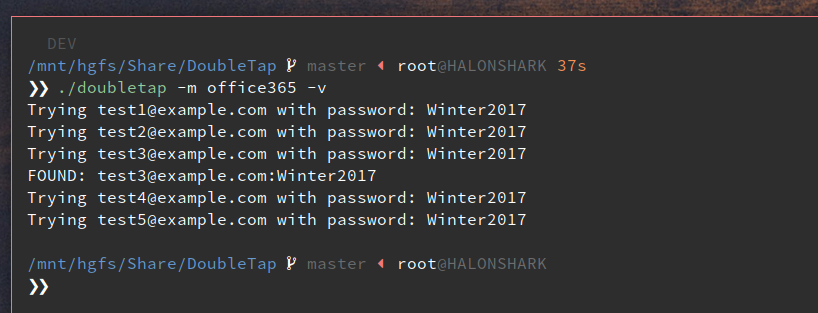 DEV
/mnt/hgfs/Share/DoubleTap master root@HALONSHARK 37s
❯❯ ./doubletap -m office365 -v
Trying test1@example.com with password: Winter2017
Trying test2@example.com with password: Winter2017
Trying test3@example.com with password: Winter2017
FOUND: test3@example.com:Winter2017
Trying test4@example.com with password: Winter2017
Trying test5@example.com with password: Winter2017
/mnt/hgfs/Share/DoubleTap master root@HALONSHARK
❯❯